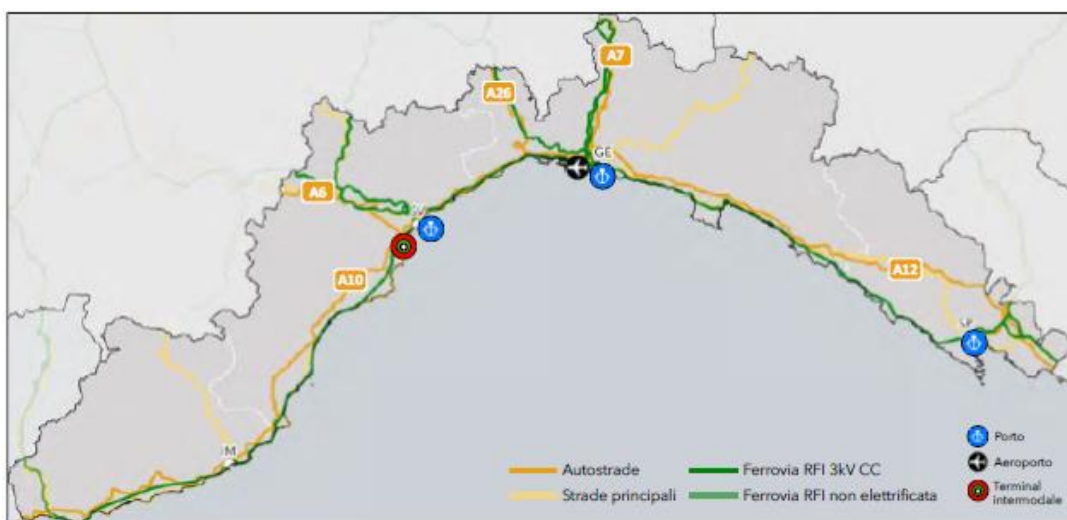 A7
A26
GE
A6
A10
A12
SP
IM
Porto
Aeroporto
Autostrade
Ferrovia RFI 3kV CC
Strade principali
Ferrovia RFI non elettrificata
Terminal
intermodale